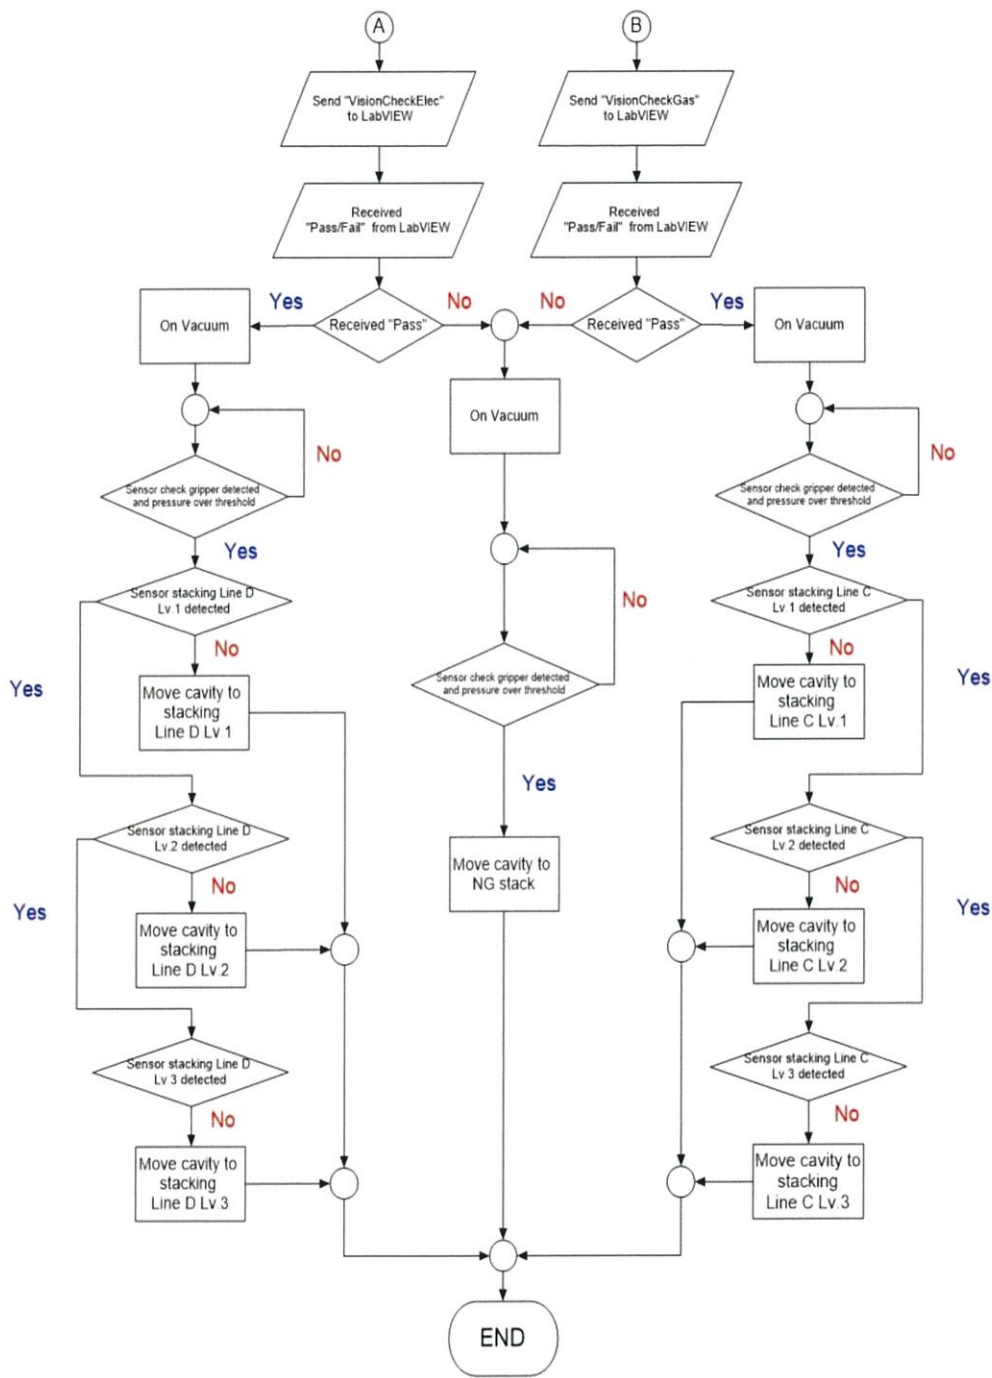 A
B
Send "VisionCheckElec"
to LabVIEW
Send "VisionCheckGas"
to LabVIEW
Received
"Pass/Fail" from LabVIEW
Received
"Pass/Fail" from LabVIEW
On Vacuum
Yes
Received "Pass"
No
No
Received "Pass"
Yes
On Vacuum
On Vacuum
No
Sensor check gripper detected
and pressure over threshold
No
Sensor check gripper detected
and pressure over threshold
Yes
Yes
Sensor stacking Line D
Lv.1 detected
Sensor stacking Line C
Lv.1 detected
No
No
No
Sensor check gripper detected
and pressure over threshold
Yes
Move cavity to
stacking
Line D Lv.1
Yes
Move cavity to
stacking
Line C Lv.1
Yes
Sensor stacking Line D
Lv.2 detected
Sensor stacking Line C
Lv.2 detected
Move cavity to
NG stack
No
No
Yes
Move cavity to
stacking
Line D Lv.2
Yes
Move cavity to
stacking
Line C Lv.2
Sensor stacking Line D
Lv 3 detected
Sensor stacking Line C
Lv 3 detected
No
No
Move cavity to
stacking
Line D Lv.3
Move cavity to
stacking
Line C Lv.3
END